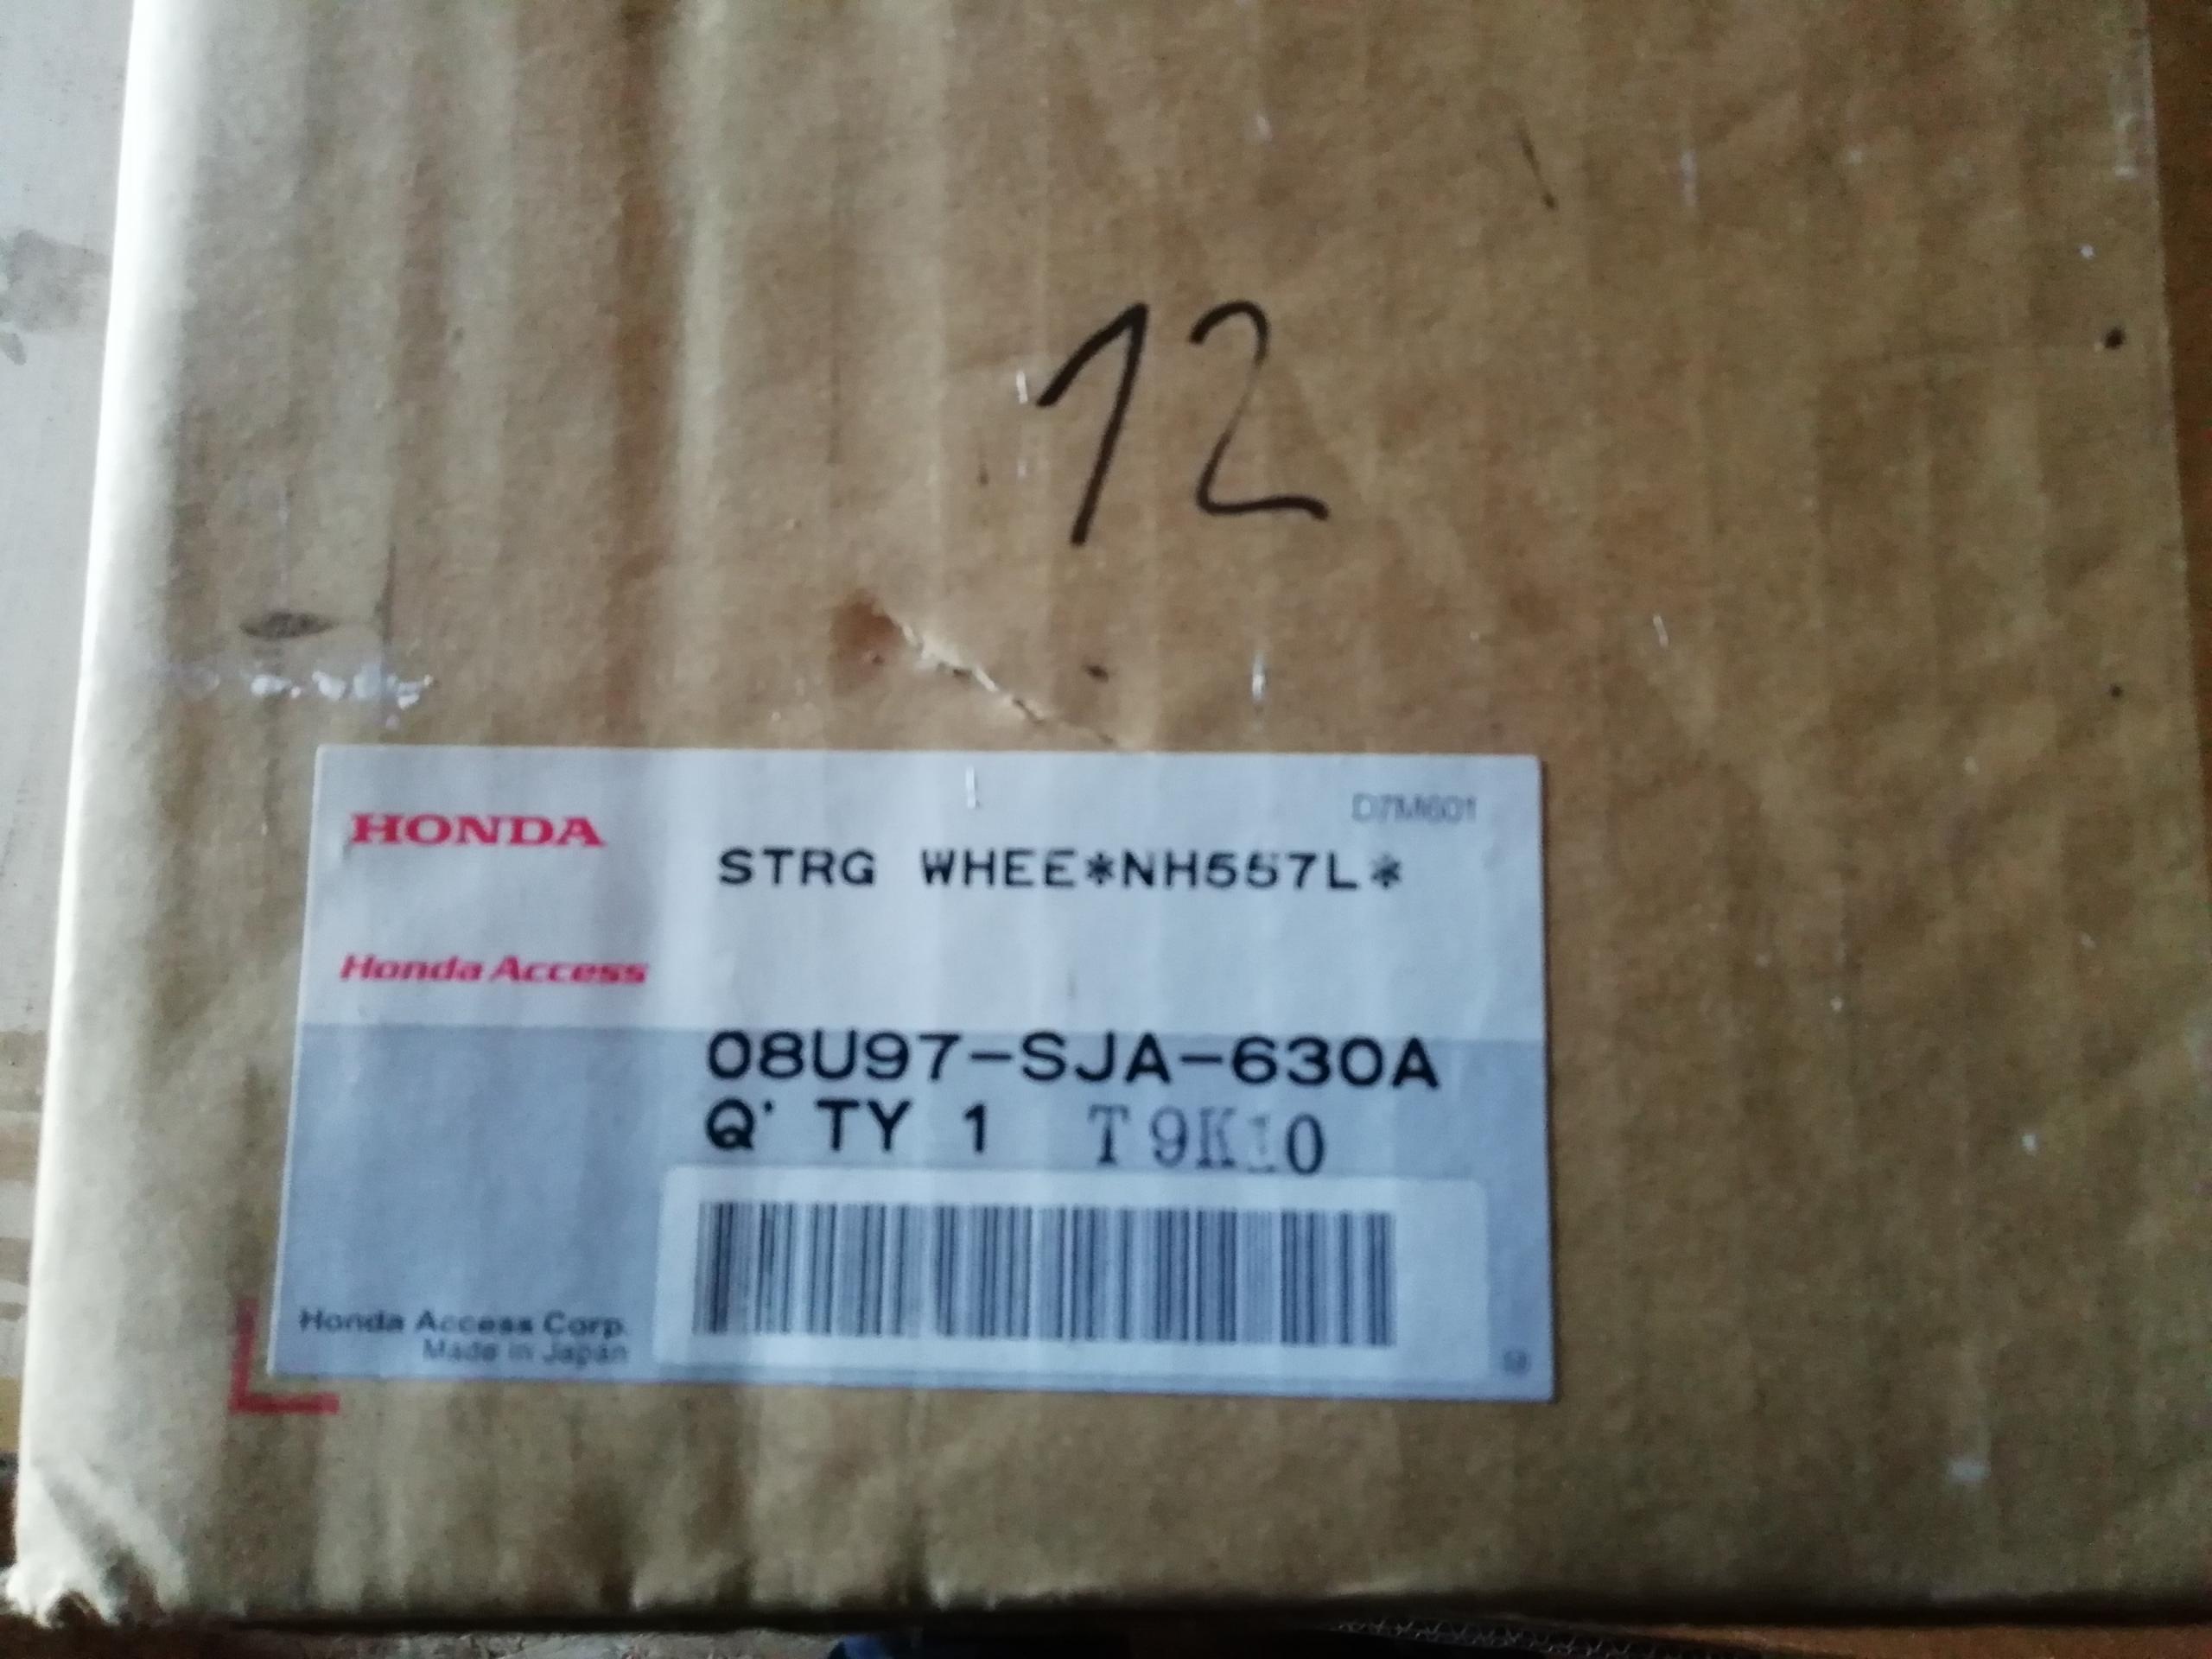 12
HONDA
D7M601
STRG WHEE*NH557L*
Honda Access
08U97-SJA-630A
Q'TY 1 T9K10
Honda Access Corp.
Made in Japan